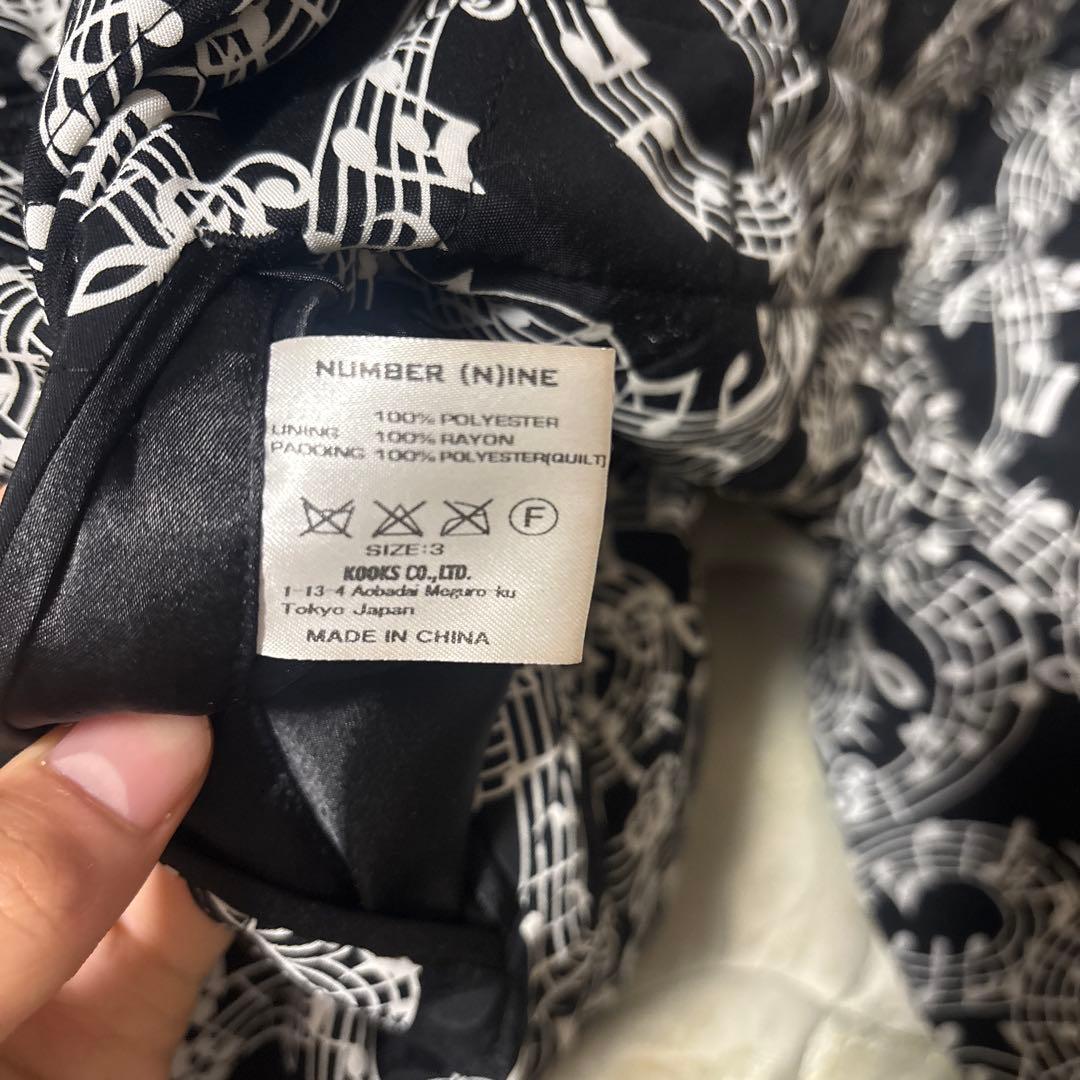 NUMBER (N)INE
100% POLYESTER
LINING 100% RAYON
PADDING 100% POLYESTER(QUILT)
F
SIZE:3
KOOKS CO.,LTD.
1-13-4 Aobadai Meguro-ku
Tokyo Japan
MADE IN CHINA